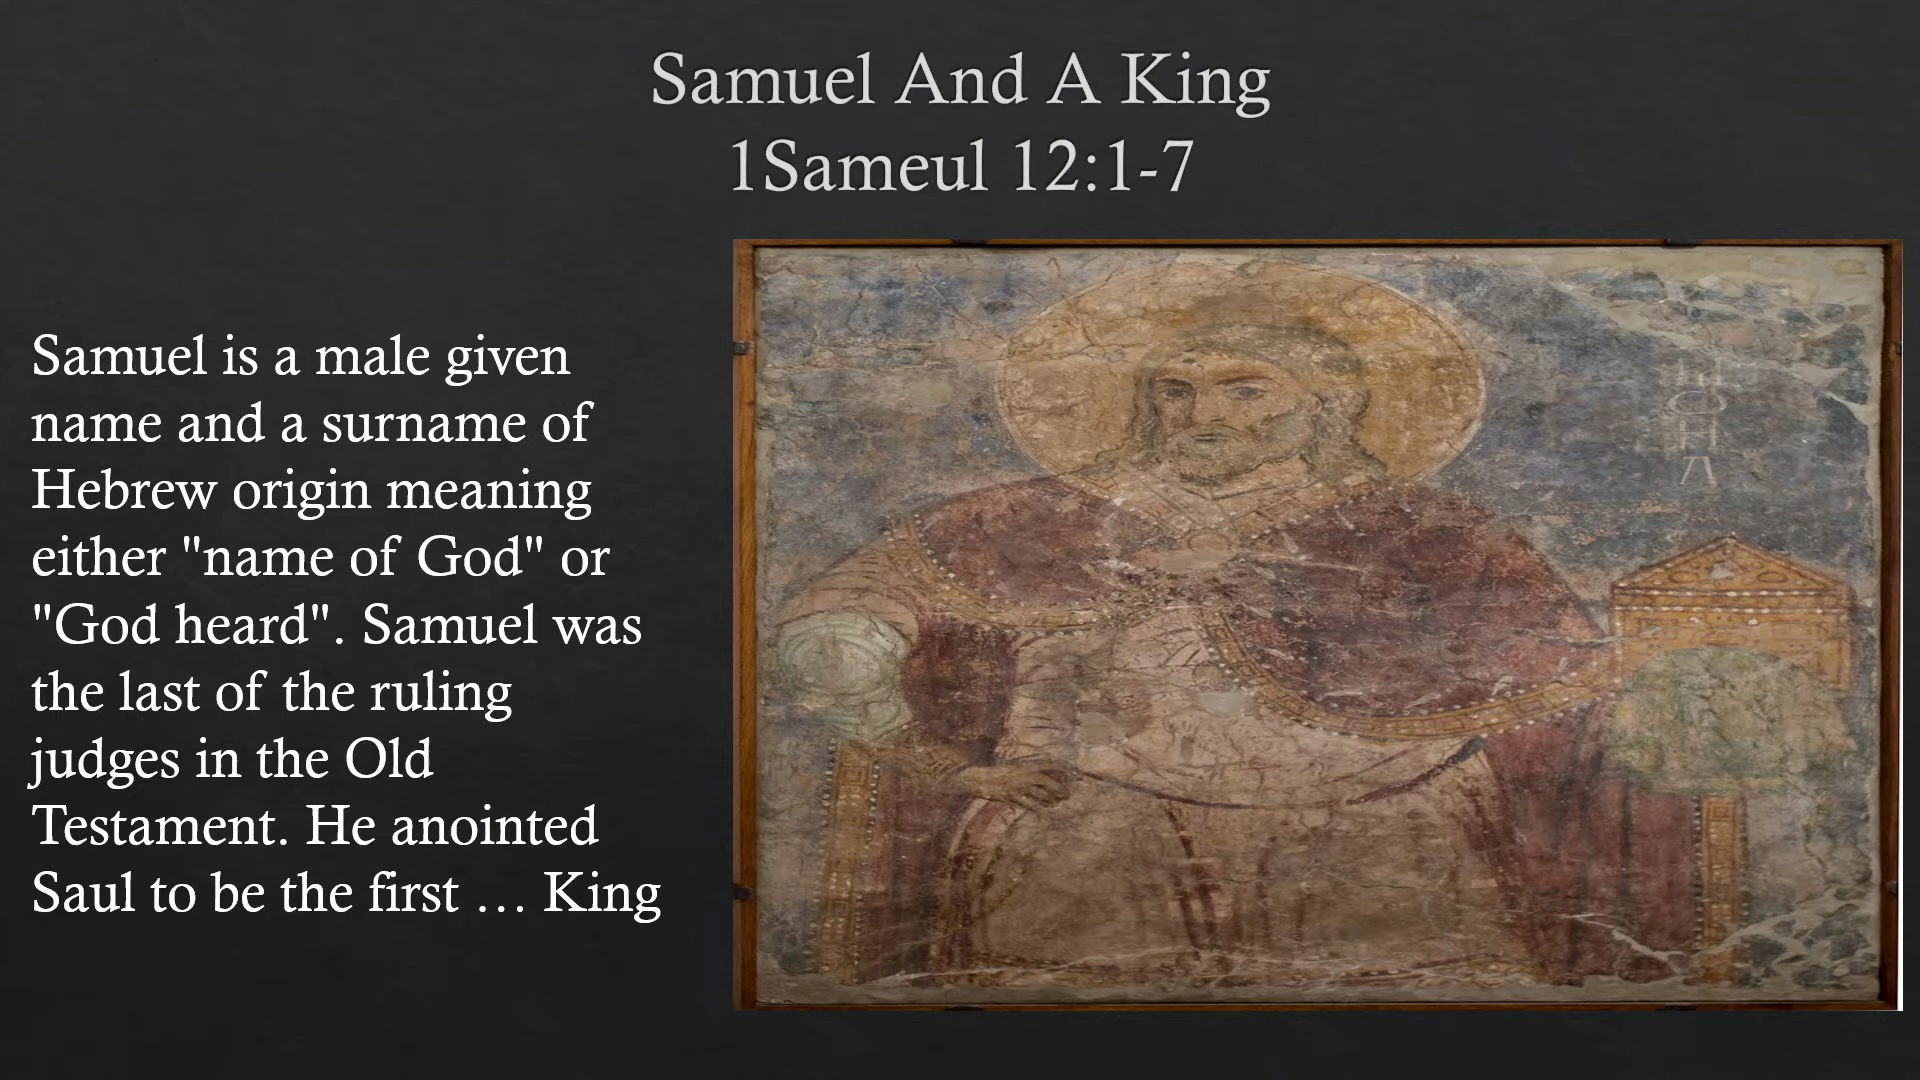 Samuel And A King
1Sameul 12:1-7
Samuel is a male given
name and a surname of
Hebrew origin meaning
either "name of God" or
"God heard". Samuel was
the last of the ruling
judges in the Old
Testament. He anointed
Saul to be the first … King